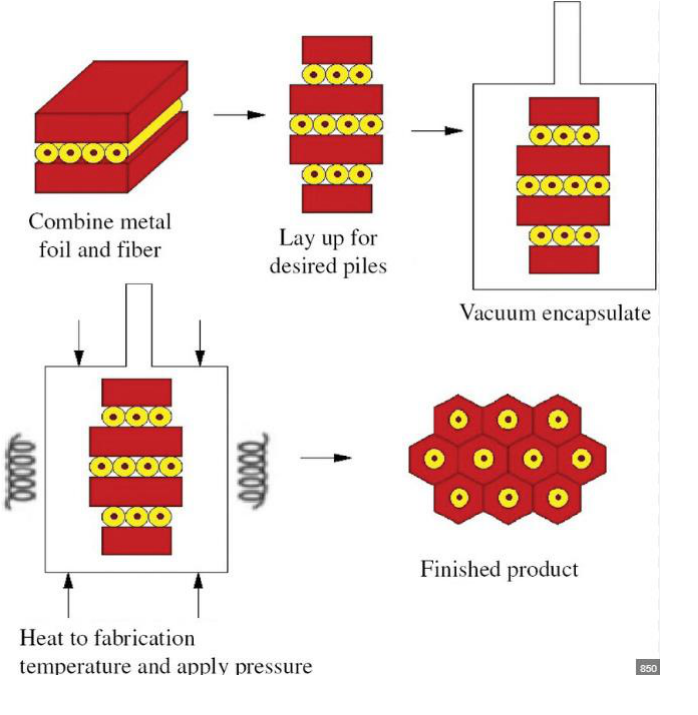 Combine metal
foil and fiber
Lay up for
desired piles
Vacuum encapsulate
Heat to fabrication
temperature and apply pressure
Finished product
850